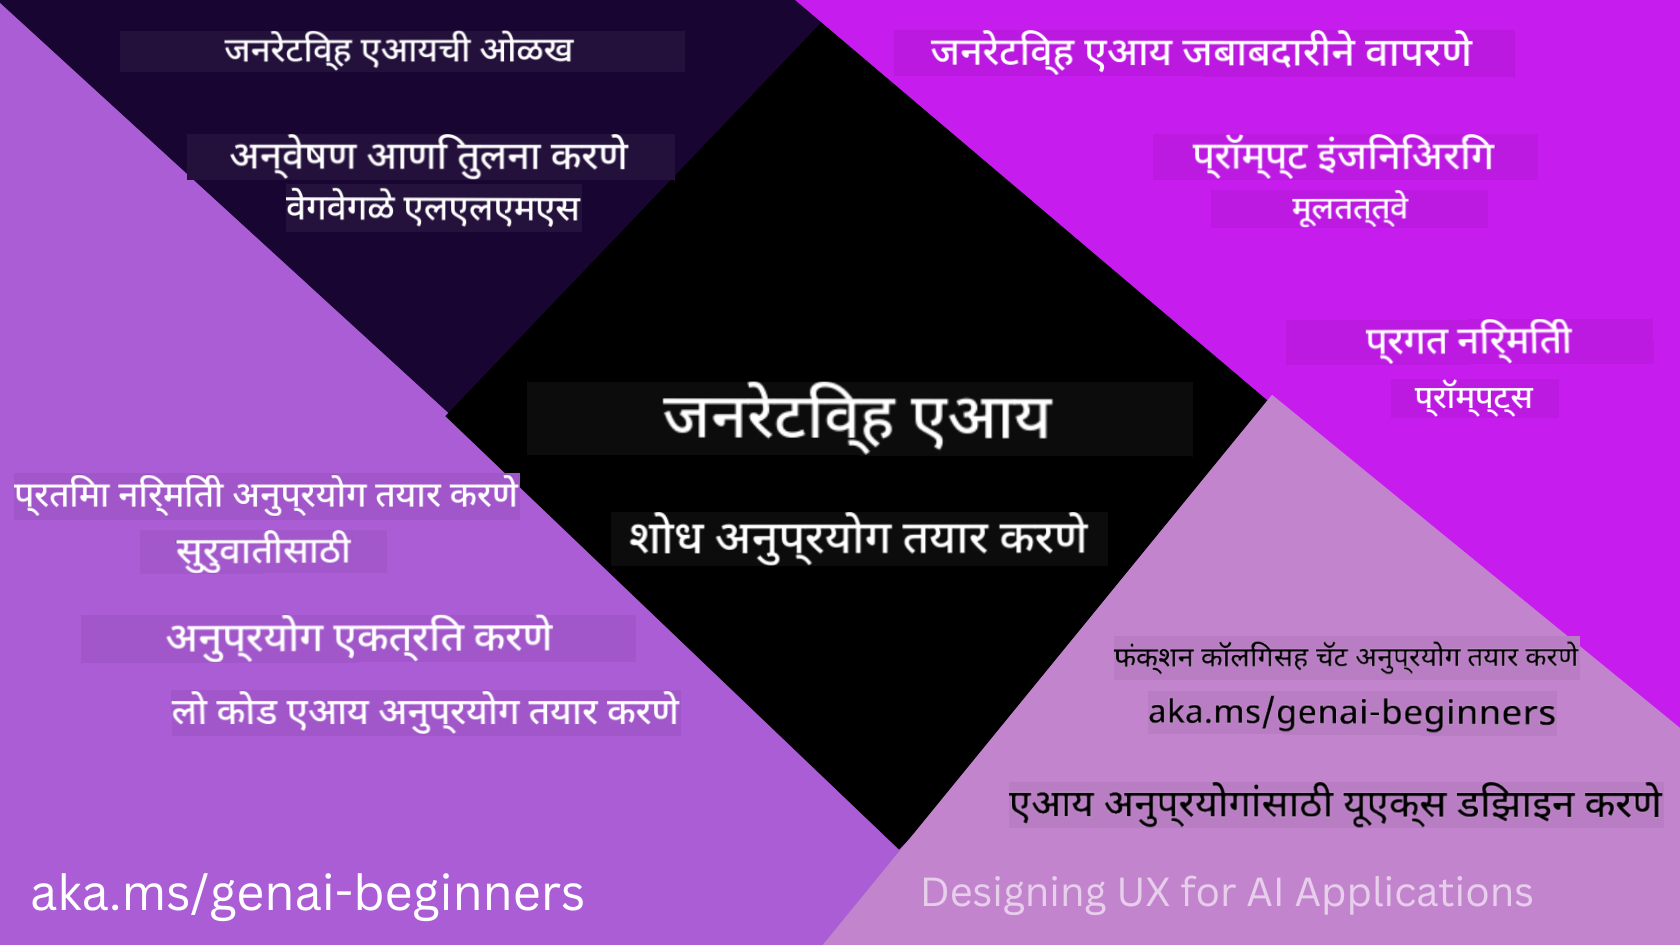 जनरेटिव्ह एआयची ओळख
अन्वेषण आणि तुलना करणे
वेगवेगळे एलएलएमएस
जनरेटिव्ह एआय जबाबदारीने वापरणे
प्रॉम्प्ट इंजिनिअरिंग
मूलतत्त्वे
प्रगत निर्मिती
प्रॉम्प्ट्स
जनरेटिव्ह एआय
शोध अनुप्रयोग तयार करणे
प्रतिमा निर्मिती अनुप्रयोग तयार करणे
सुरुवातीसाठी
अनुप्रयोग एकत्रित करणे
लो कोड एआय अनुप्रयोग तयार करणे
फंक्शन कॉलिंगसह चॅट अनुप्रयोग तयार करणे
aka.ms/genai-beginners
एआय अनुप्रयोगांसाठी यूएक्स डिझाइन करणे
aka.ms/genai-beginners
Designing UX for AI Applications